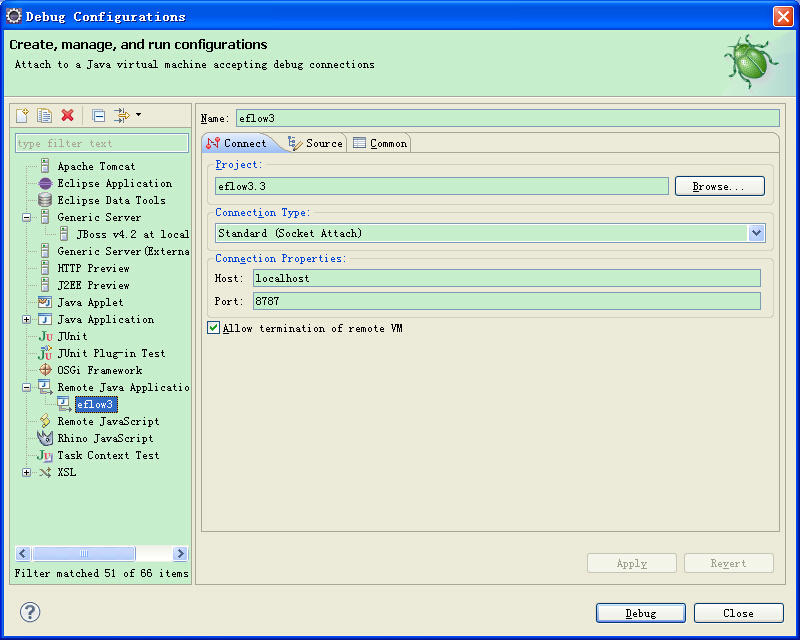 Debug Configurations
Create, manage, and run configurations
Attach to a Java virtual machine accepting debug connections
type filter text
Apache Tomcat
Eclipse Application
Eclipse Data Tools
Generic Server
JBoss v4.2 at local
Generic Server(Externa
HTTP Preview
J2EE Preview
Java Applet
Java Application
JUnit
JUnit Plug-in Test
OSGi Framework
Remote Java Applicatio
eflow3
Remote JavaScript
Rhino JavaScript
Task Context Test
XSL
Filter matched 51 of 66 items
Name: eflow3
Connect Source Common
Project:
eflow3.3 Browse...
Connection Type:
Standard (Socket Attach)
Connection Properties:
Host: localhost
Port: 8787
Allow termination of remote VM
Apply Revert
? Debug Close